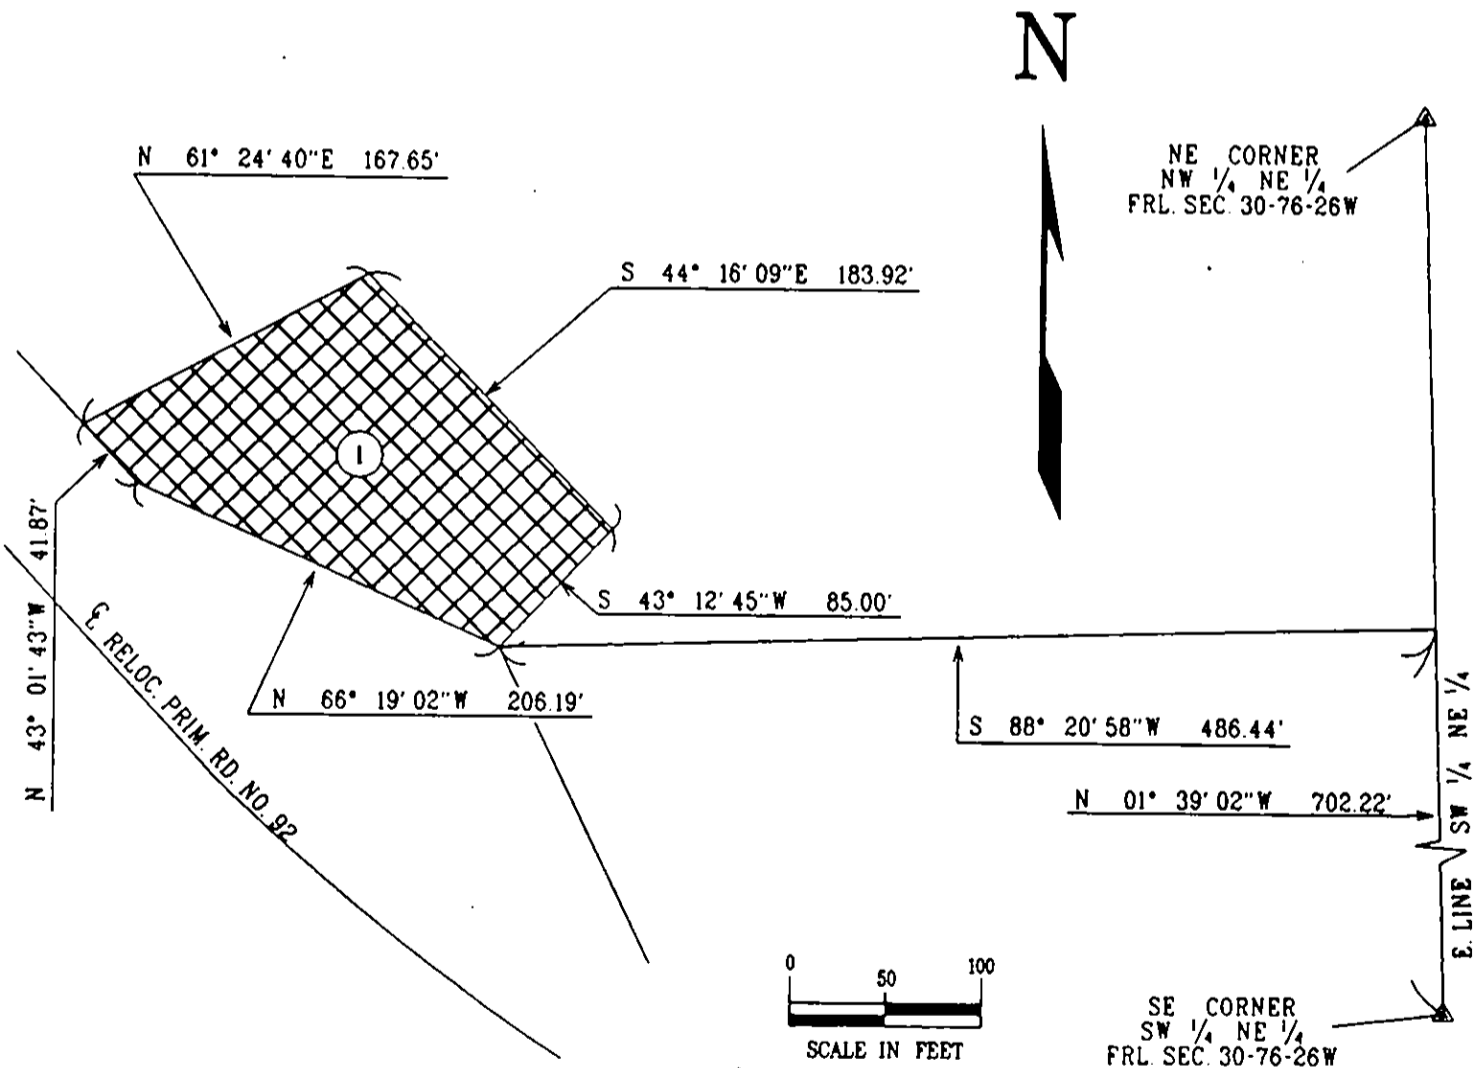 N
N 61° 24' 40"E 167.65'
NE CORNER
NW 1/4 NE 1/4
FRL. SEC. 30-76-26W
S 44° 16' 09"E 183.92'
1
N 43° 01' 43"W 41.87'
S 43° 12' 45"W 85.00'
℄ RELOC. PRIM. RD. NO. 92
N 66° 19' 02"W 206.19'
S 88° 20' 58"W 486.44'
N 01° 39' 02"W 702.22'
E. LINE SW 1/4 NE 1/4
0 50 100
SCALE IN FEET
SE CORNER
SW 1/4 NE 1/4
FRL. SEC. 30-76-26W